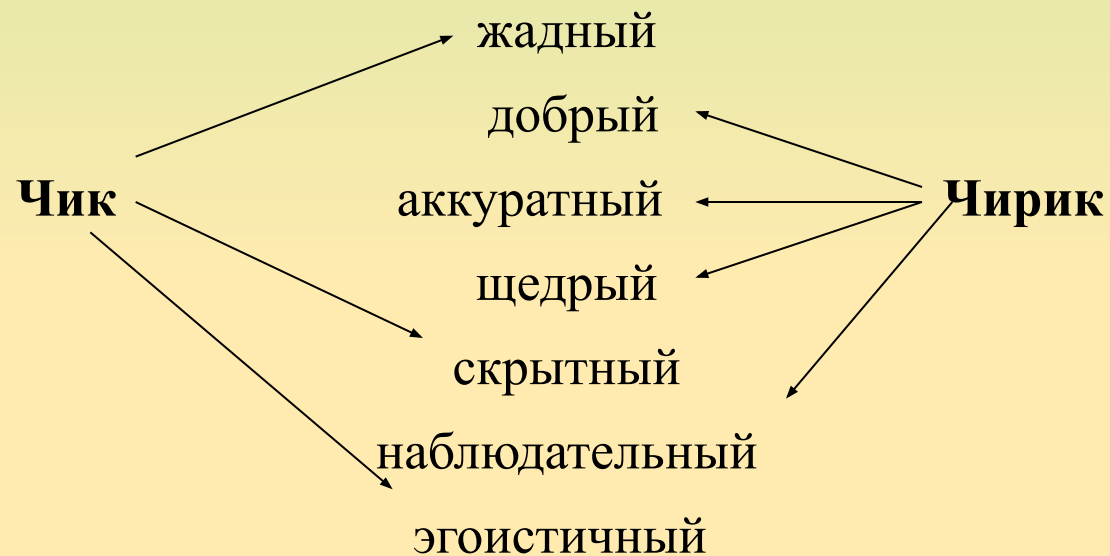 жадный
добрый
Чик аккуратный Чирик
щедрый
скрытный
наблюдательный
эгоистичный